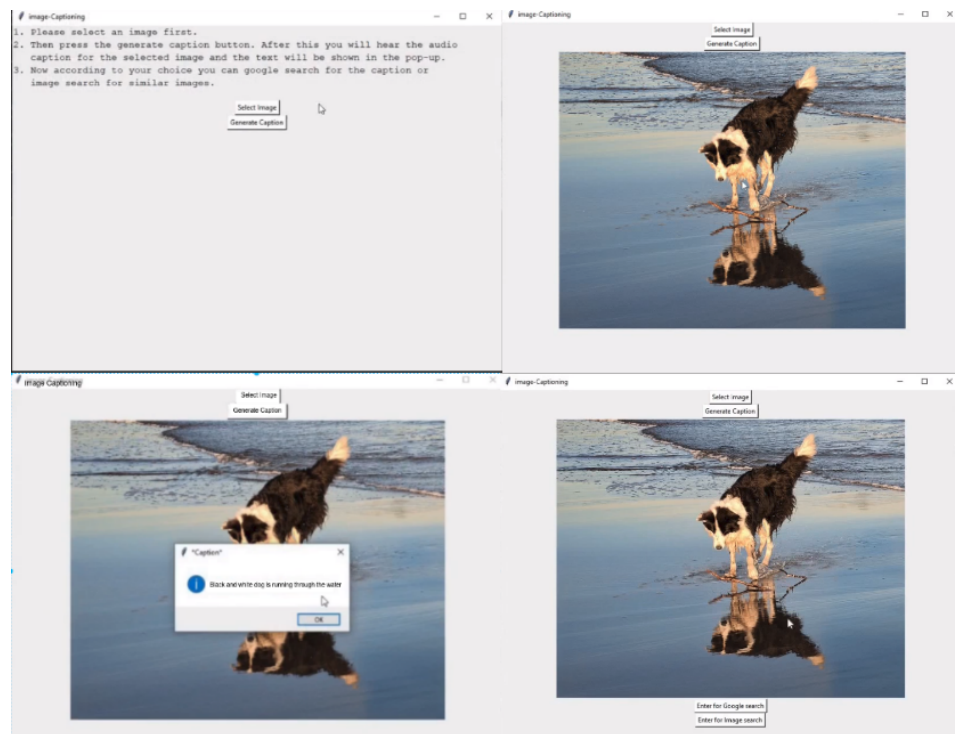 image-Captioning
1. Please select an image first.
2. Then press the generate caption button. After this you will hear the audio
caption for the selected image and the text will be shown in the pop-up.
3. Now according to your choice you can google search for the caption or
image search for similar images.
Select Image
Generate Caption
image-Captioning
Select Image
Generate Caption
image-Captioning
Select Image
Generate Caption
"Caption"
Black and white dog is running through the water
OK
image-Captioning
Select Image
Generate Caption
Enter for Google search
Enter for Image search